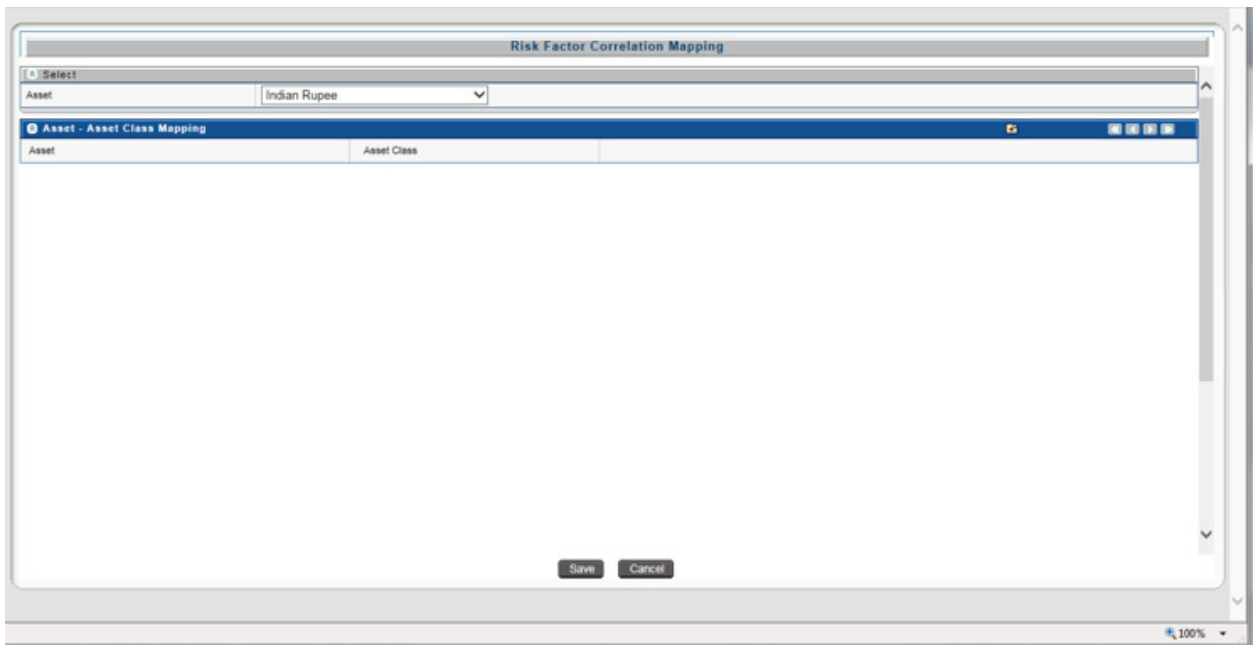 Risk Factor Correlation Mapping
Select
Asset Indian Rupee
Asset - Asset Class Mapping
Asset Asset Class
Save Cancel
100%